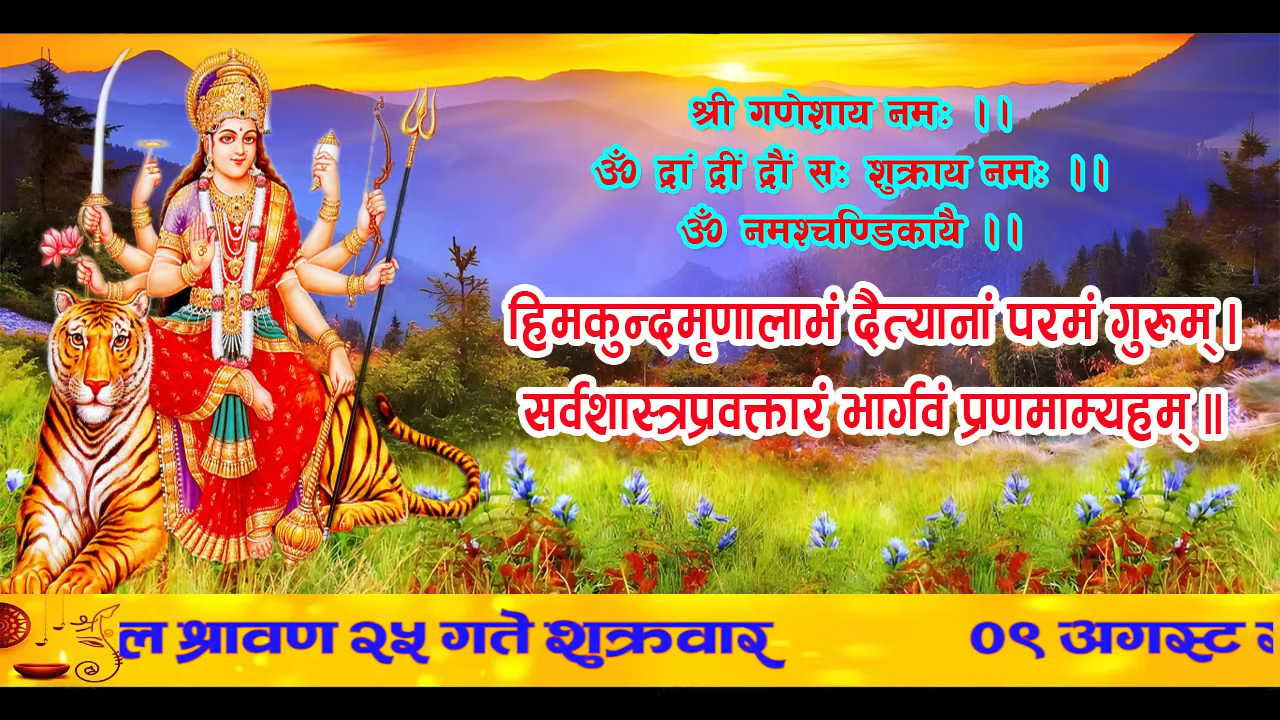 श्री गणेशाय नमः ।।
ॐ द्रां द्रीं द्रौं सः शुक्राय नमः ।।
ॐ नमश्चण्डिकायै ।।
हिमकुन्दमृणालाभं दैत्यानां परमं गुरूम् ।
सर्वशास्त्रप्रवक्तारं भार्गवं प्रणमाम्यहम् ॥
श्री
ल श्रावण २५ गते शुक्रवार ०९ अगस्ट